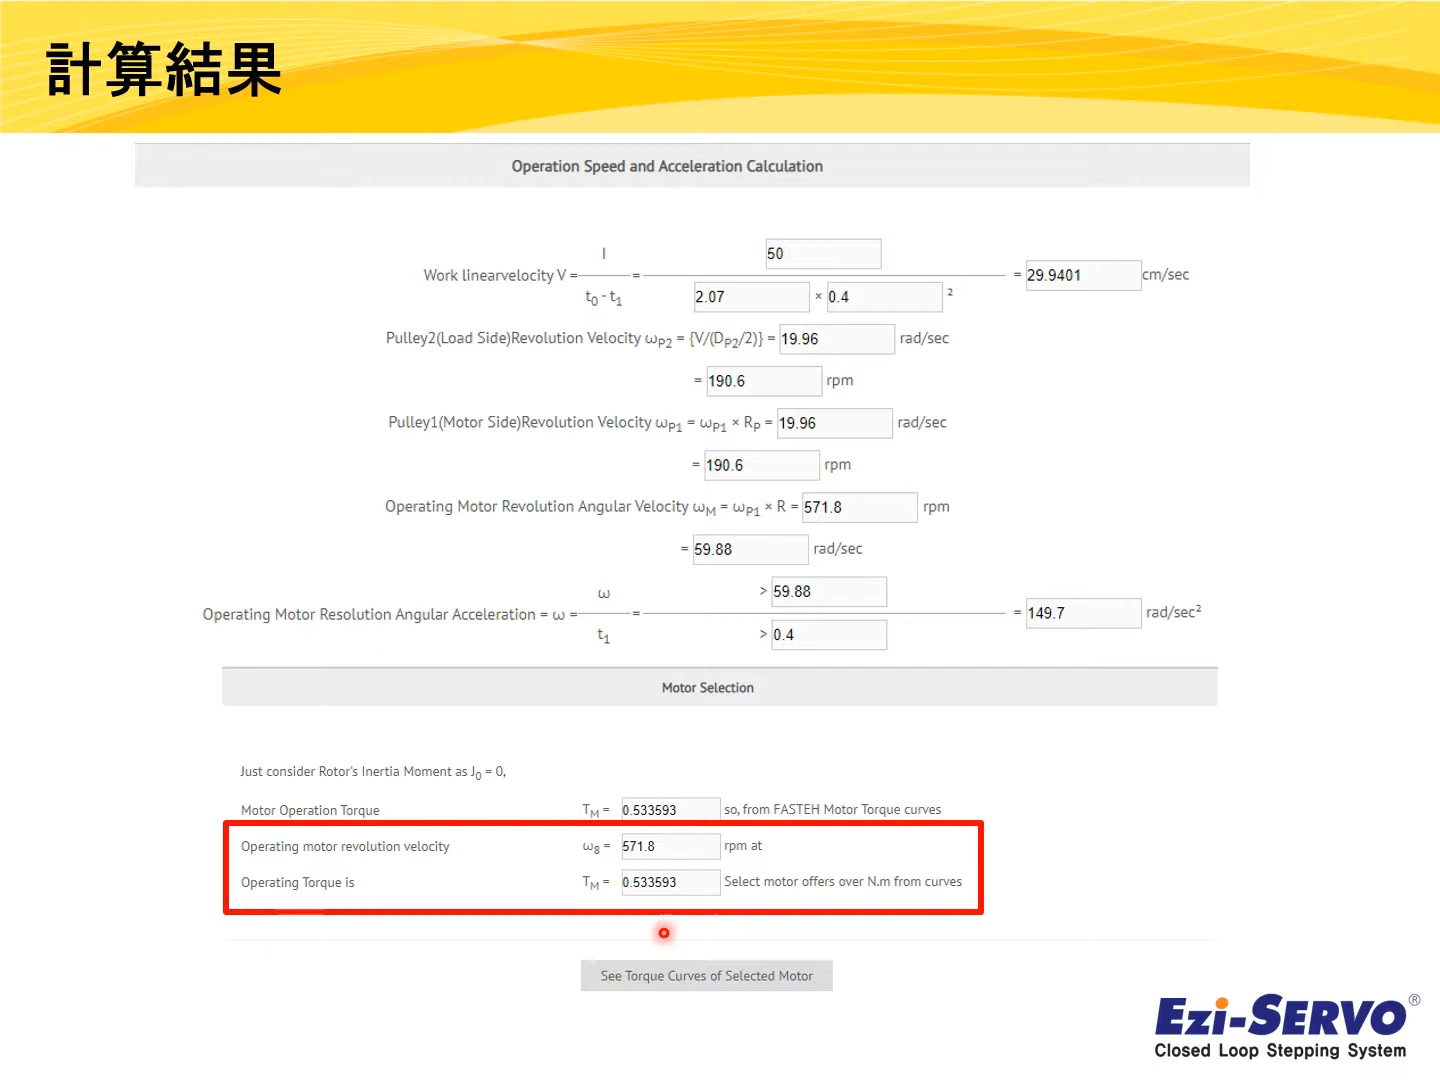 計算結果
Operation Speed and Acceleration Calculation
Work linearvelocity V = l / t0 - t1 = 50 / 2.07 × 0.4 ² = 29.9401 cm/sec
Pulley2(Load Side)Revolution Velocity ωP2 = {V/(DP2/2)} = 19.96 rad/sec
= 190.6 rpm
Pulley1(Motor Side)Revolution Velocity ωP1 = ωP1 × RP = 19.96 rad/sec
= 190.6 rpm
Operating Motor Revolution Angular Velocity ωM = ωP1 × R = 571.8 rpm
= 59.88 rad/sec
Operating Motor Resolution Angular Acceleration = ω = ω / t1 = > 59.88 / > 0.4 = 149.7 rad/sec²
Motor Selection
Just consider Rotor's Inertia Moment as J0 = 0,
Motor Operation Torque TM = 0.533593 so, from FASTEH Motor Torque curves
Operating motor revolution velocity ω8 = 571.8 rpm at
Operating Torque is TM = 0.533593 Select motor offers over N.m from curves
See Torque Curves of Selected Motor
Ezi-SERVO®
Closed Loop Stepping System